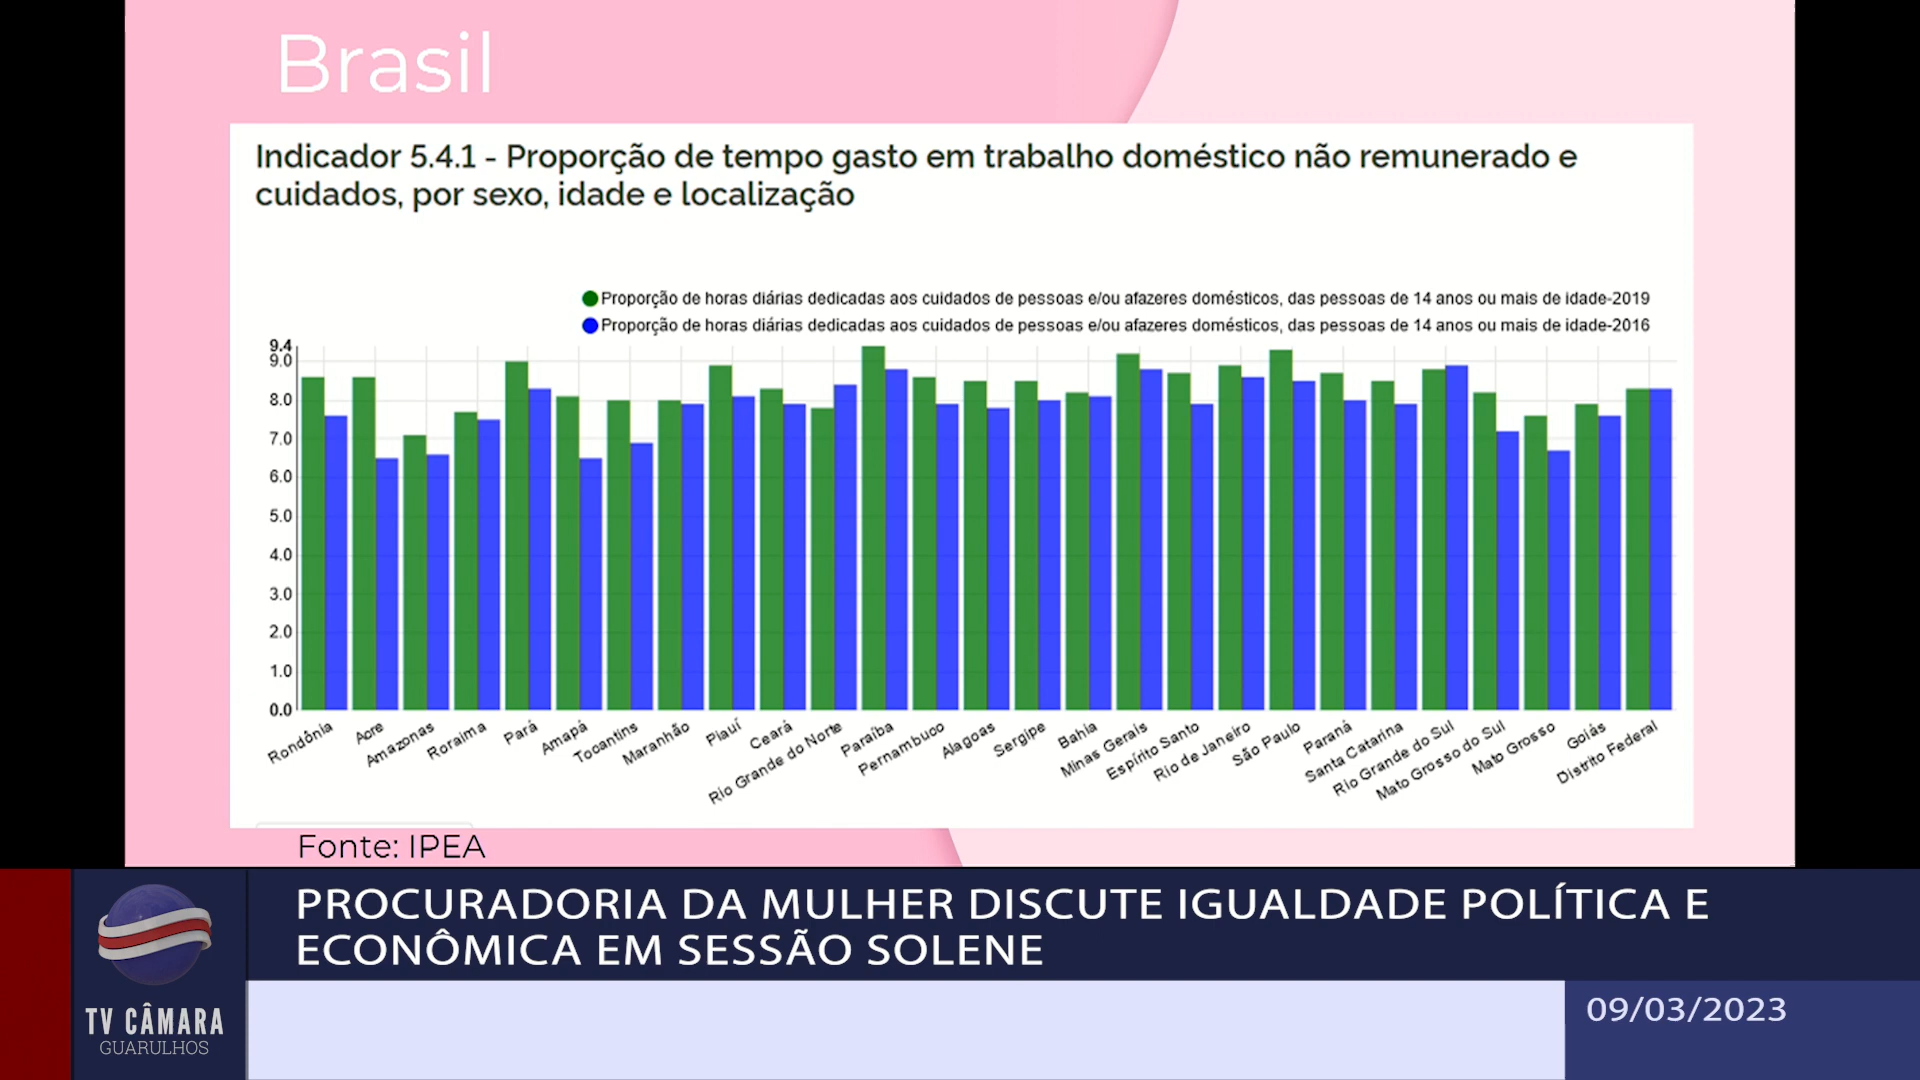 Brasil
Indicador 5.4.1 - Proporção de tempo gasto em trabalho doméstico não remunerado e
cuidados, por sexo, idade e localização
Proporção de horas diárias dedicadas aos cuidados de pessoas e/ou afazeres domésticos, das pessoas de 14 anos ou mais de idade-2019
Proporção de horas diárias dedicadas aos cuidados de pessoas e/ou afazeres domésticos, das pessoas de 14 anos ou mais de idade-2016
9.4
9.0
8.0
7.0
6.0
5.0
4.0
3.0
2.0
1.0
0.0
Rondônia
Acre
Amazonas
Roraima
Pará
Amapá
Tocantins
Maranhão
Piauí
Ceará
Rio Grande do Norte
Paraíba
Pernambuco
Alagoas
Sergipe
Bahia
Minas Gerais
Espírito Santo
Rio de Janeiro
São Paulo
Paraná
Santa Catarina
Rio Grande do Sul
Mato Grosso do Sul
Mato Grosso
Goiás
Distrito Federal
Fonte: IPEA
PROCURADORIA DA MULHER DISCUTE IGUALDADE POLÍTICA E
ECONÔMICA EM SESSÃO SOLENE
TV CÂMARA
GUARULHOS
09/03/2023